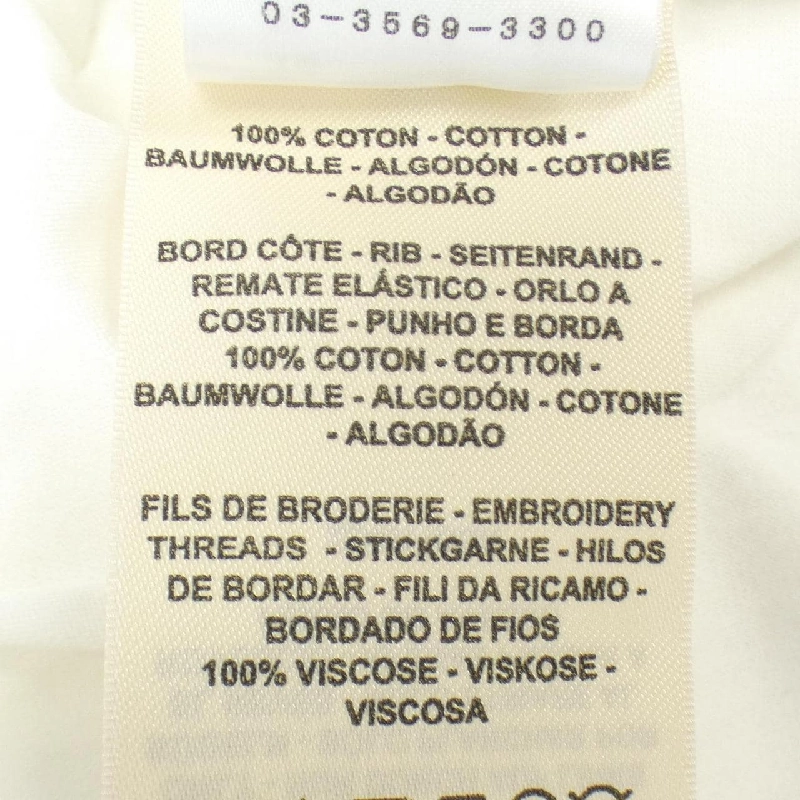 03-3569-3300
100% COTON - COTTON -
BAUMWOLLE - ALGODÓN - COTONE
- ALGODÃO
BORD CÔTE - RIB - SEITENRAND -
REMATE ELÁSTICO - ORLO A
COSTINE - PUNHO E BORDA
100% COTON - COTTON -
BAUMWOLLE - ALGODÓN - COTONE
- ALGODÃO
FILS DE BRODERIE - EMBROIDERY
THREADS - STICKGARNE - HILOS
DE BORDAR - FILI DA RICAMO -
BORDADO DE FIOS
100% VISCOSE - VISKOSE -
VISCOSA